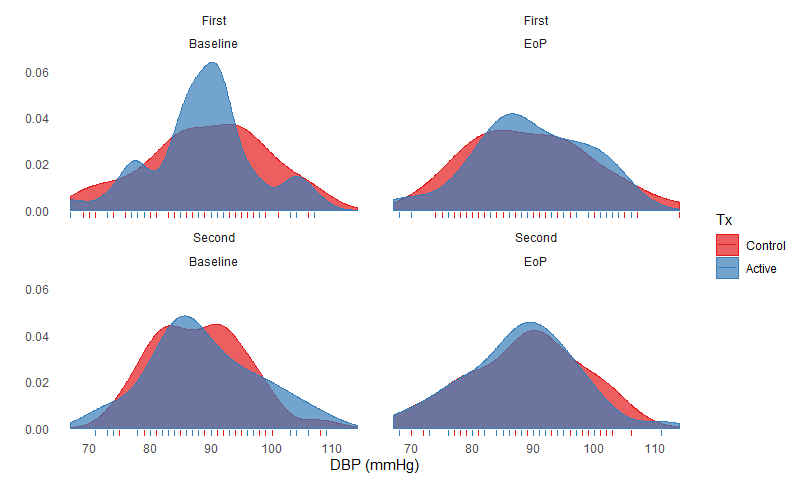 First
Baseline
First
EoP
0.06
0.04
0.02
0.00
Second
Baseline
Second
EoP
0.06
0.04
0.02
0.00
70 80 90 100 110
70 80 90 100 110
DBP (mmHg)
Tx
Control
Active